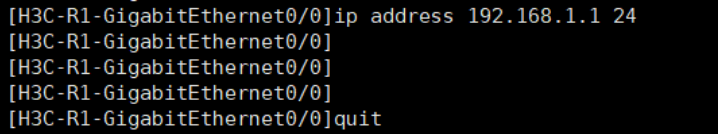 [H3C-R1-GigabitEthernet0/0]ip address 192.168.1.1 24
[H3C-R1-GigabitEthernet0/0]
[H3C-R1-GigabitEthernet0/0]
[H3C-R1-GigabitEthernet0/0]
[H3C-R1-GigabitEthernet0/0]quit